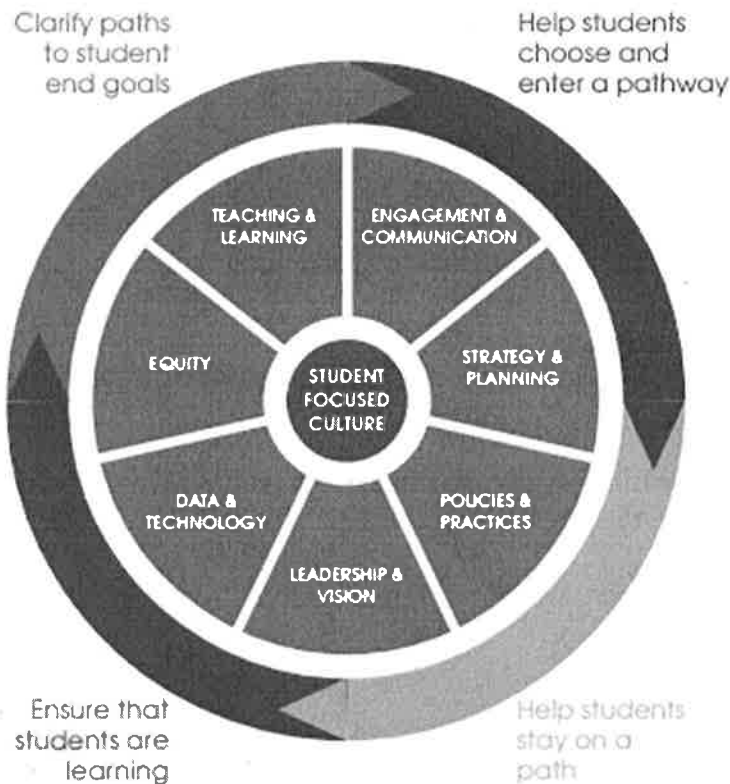 Clarify paths
to student
end goals
Help students
choose and
enter a pathway
TEACHING &
LEARNING
ENGAGEMENT &
COMMUNICATION
EQUITY
STUDENT
FOCUSED
CULTURE
STRATEGY &
PLANNING
DATA &
TECHNOLOGY
POLICIES &
PRACTICES
LEADERSHIP &
VISION
Ensure that
students are
learning
Help students
stay on a
path